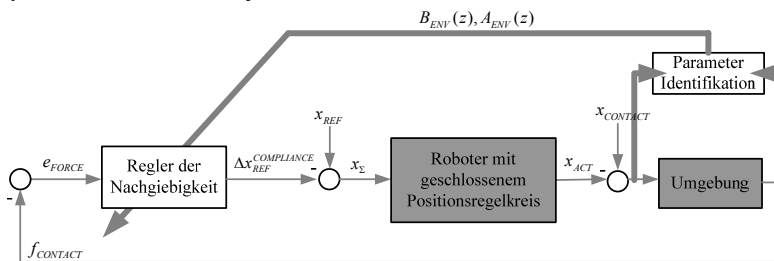 B_ENV(z), A_ENV(z)
Parameter
Identifikation
x_REF
x_CONTACT
e_FORCE
Regler der
Nachgiebigkeit
Δx_REF^COMPLIANCE
-
x_Σ
Roboter mit
geschlossenem
Positionsregelkreis
x_ACT
-
Umgebung
-
f_CONTACT